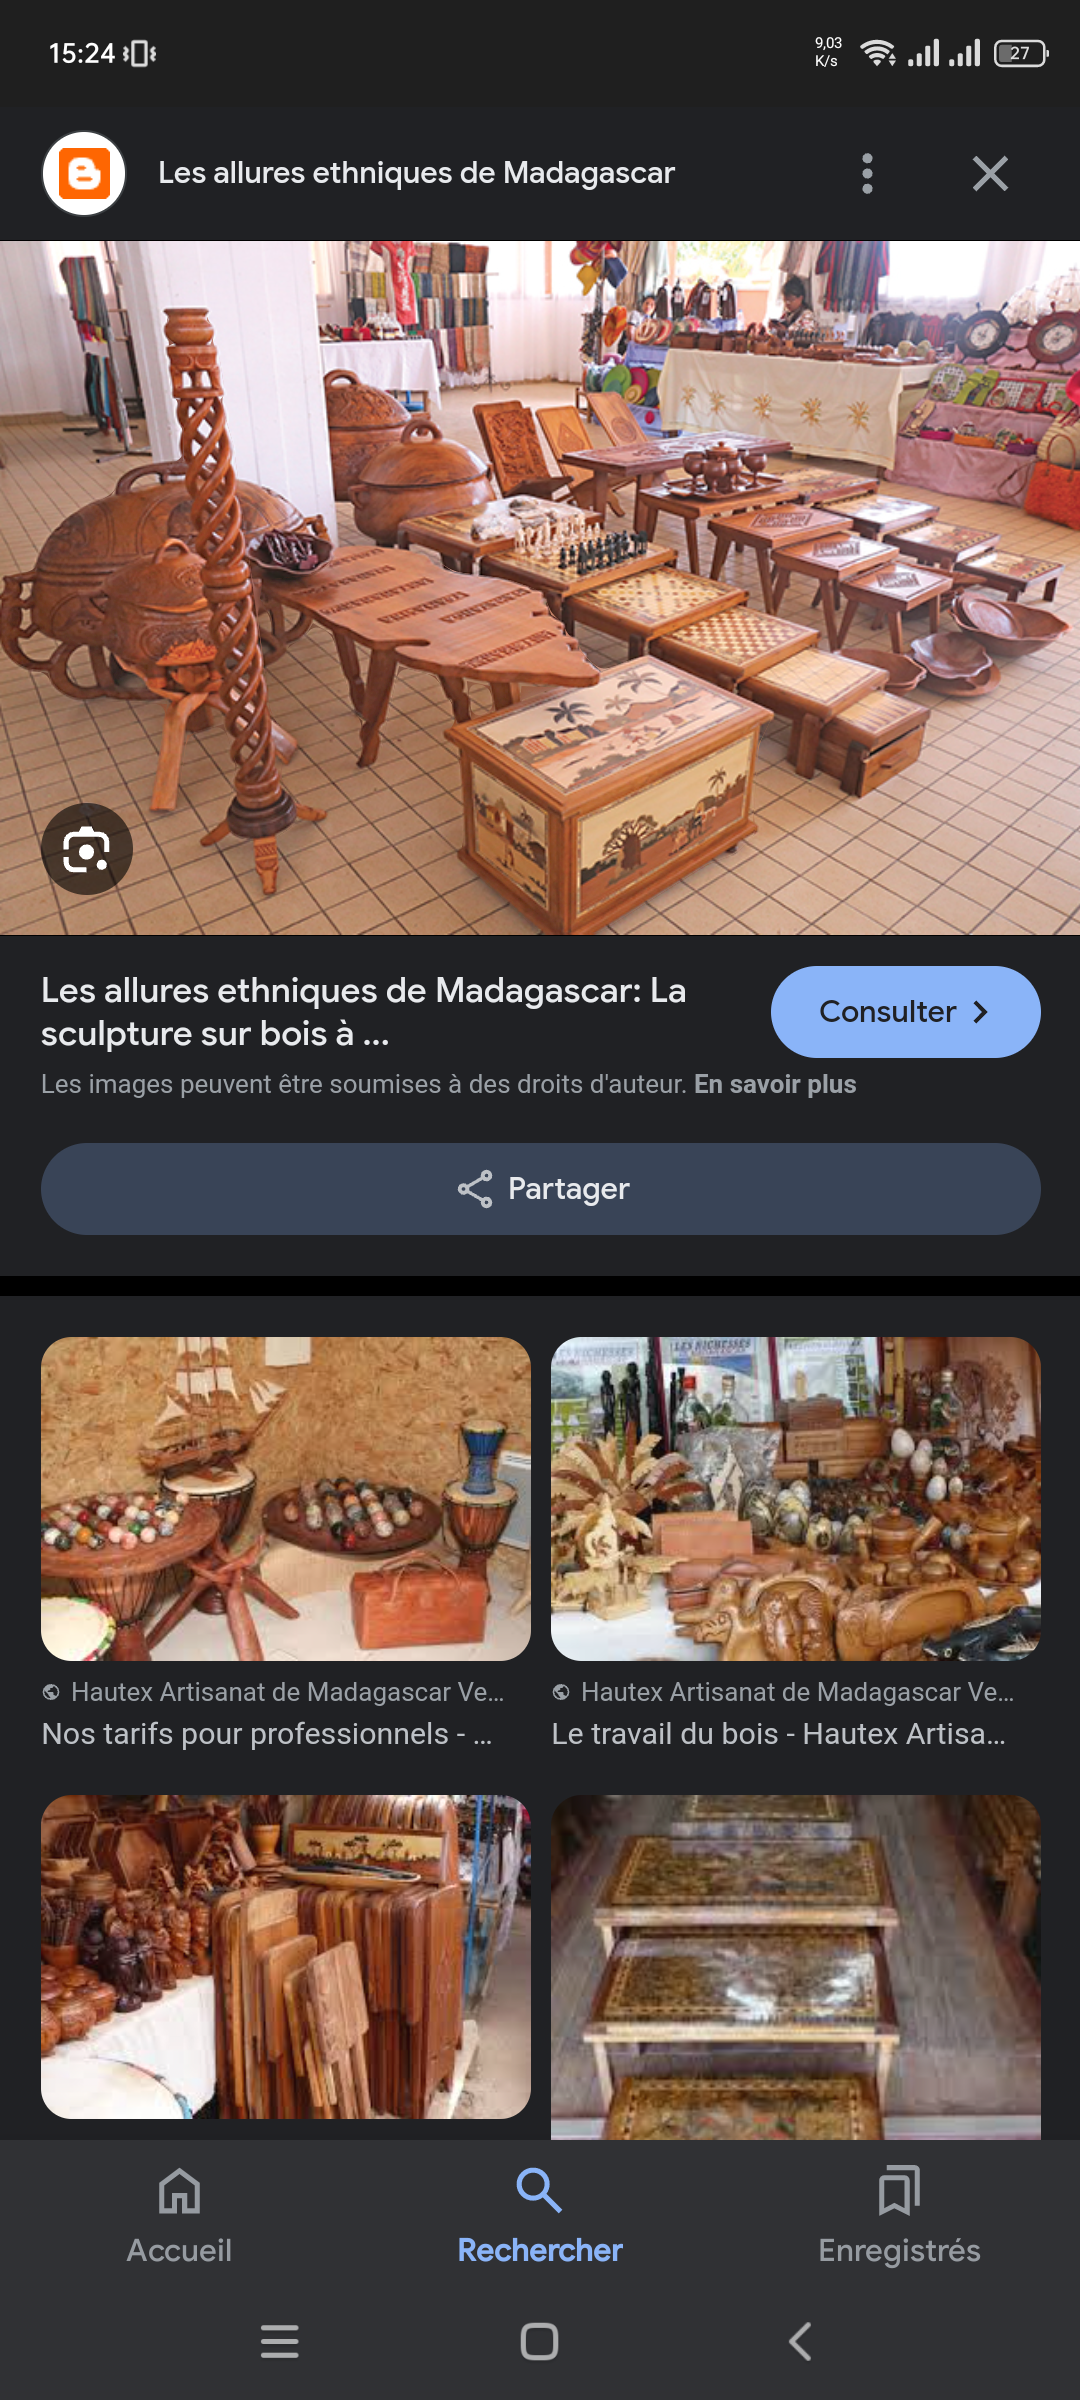 15:24
9,03
K/s
27
Les allures ethniques de Madagascar
Les allures ethniques de Madagascar: La
sculpture sur bois à ...
Consulter
Les images peuvent être soumises à des droits d'auteur. En savoir plus
Partager
LES RICHESSES
Hautex Artisanat de Madagascar Ve...
Nos tarifs pour professionnels - ...
Hautex Artisanat de Madagascar Ve...
Le travail du bois - Hautex Artisa...
Accueil
Rechercher
Enregistrés